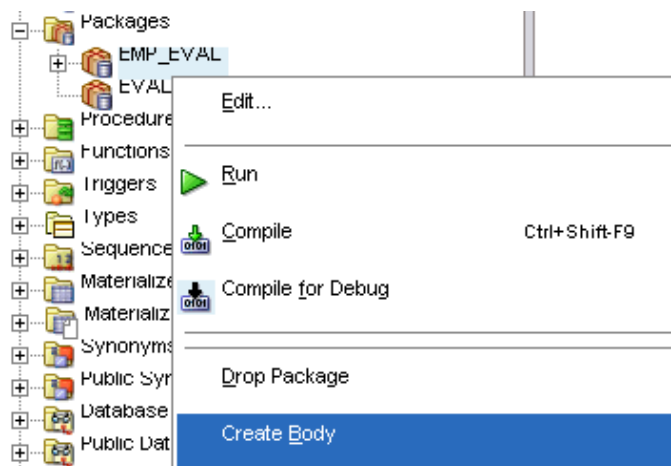 Packages
EMP_EVAL
EVAL
Edit...
Procedure
Functions
Run
Triggers
Types
Compile Ctrl+Shift-F9
Sequence
Materialize
Compile for Debug
Materializ
Synonyms
Public Syn
Drop Package
Database
Public Dat
Create Body